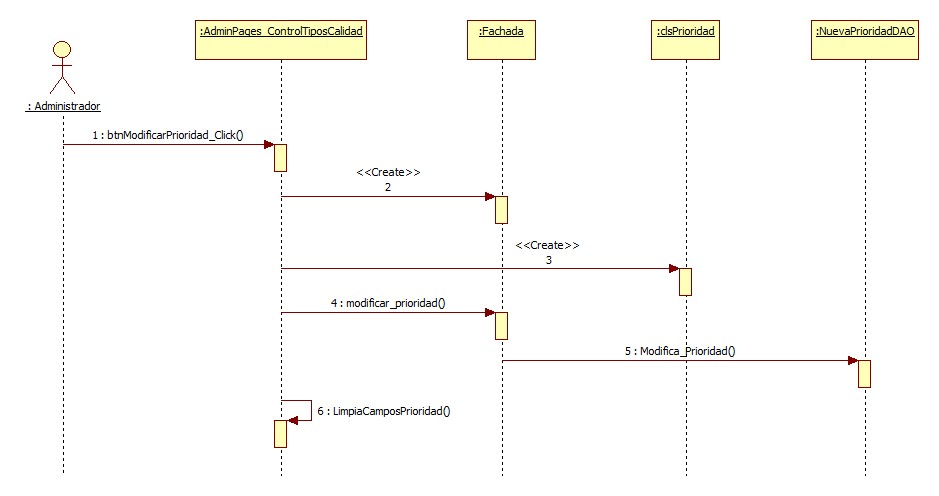 :AdminPages_ControlTiposCalidad
:Fachada
:clsPrioridad
:NuevaPrioridadDAO
: Administrador
1 : btnModificarPrioridad_Click()
<<Create>>
2
<<Create>>
3
4 : modificar_prioridad()
5 : Modifica_Prioridad()
6 : LimpiaCamposPrioridad()